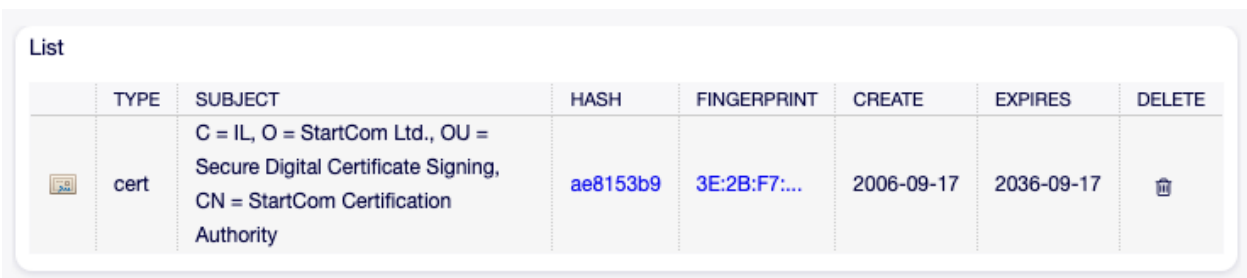 List
TYPE SUBJECT HASH FINGERPRINT CREATE EXPIRES DELETE
C = IL, O = StartCom Ltd., OU =
Secure Digital Certificate Signing,
CN = StartCom Certification
Authority
cert ae8153b9 3E:2B:F7:... 2006-09-17 2036-09-17